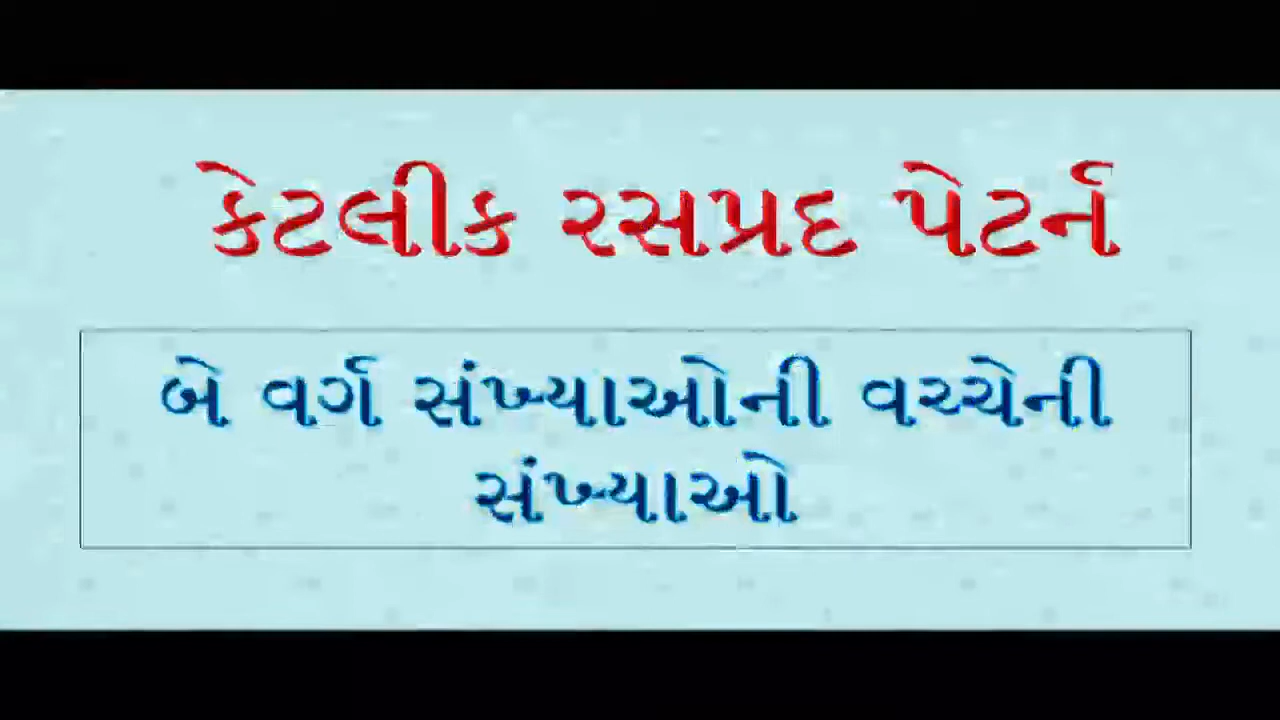 કેટલીક રસપ્રદ પેટર્ન
બે વર્ગ સંખ્યાઓની વચ્ચેની
સંખ્યાઓ